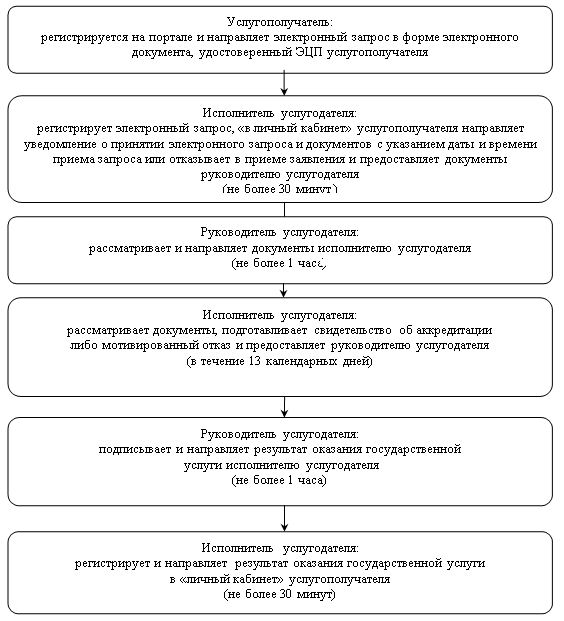 Услугополучатель:
регистрируется на портале и направляет электронный запрос в форме электронного
документа, удостоверенный ЭЦП услугополучателя
Исполнитель услугодателя:
регистрирует электронный запрос, «в личный кабинет» услугополучателя направляет
уведомление о принятии электронного запроса и документов с указанием даты и времени
приема запроса или отказывает в приеме заявления и предоставляет документы
руководителю услугодателя
(не более 30 минут)
Руководитель услугодателя:
рассматривает и направляет документы исполнителю услугодателя
(не более 1 часа)
Исполнитель услугодателя:
рассматривает документы, подготавливает свидетельство об аккредитации
либо мотивированный отказ и предоставляет руководителю услугодателя
(в течение 13 календарных дней)
Руководитель услугодателя:
подписывает и направляет результат оказания государственной
услуги исполнителю услугодателя
(не более 1 часа)
Исполнитель услугодателя:
регистрирует и направляет результат оказания государственной услуги
в «личный кабинет» услугополучателя
(не более 30 минут)